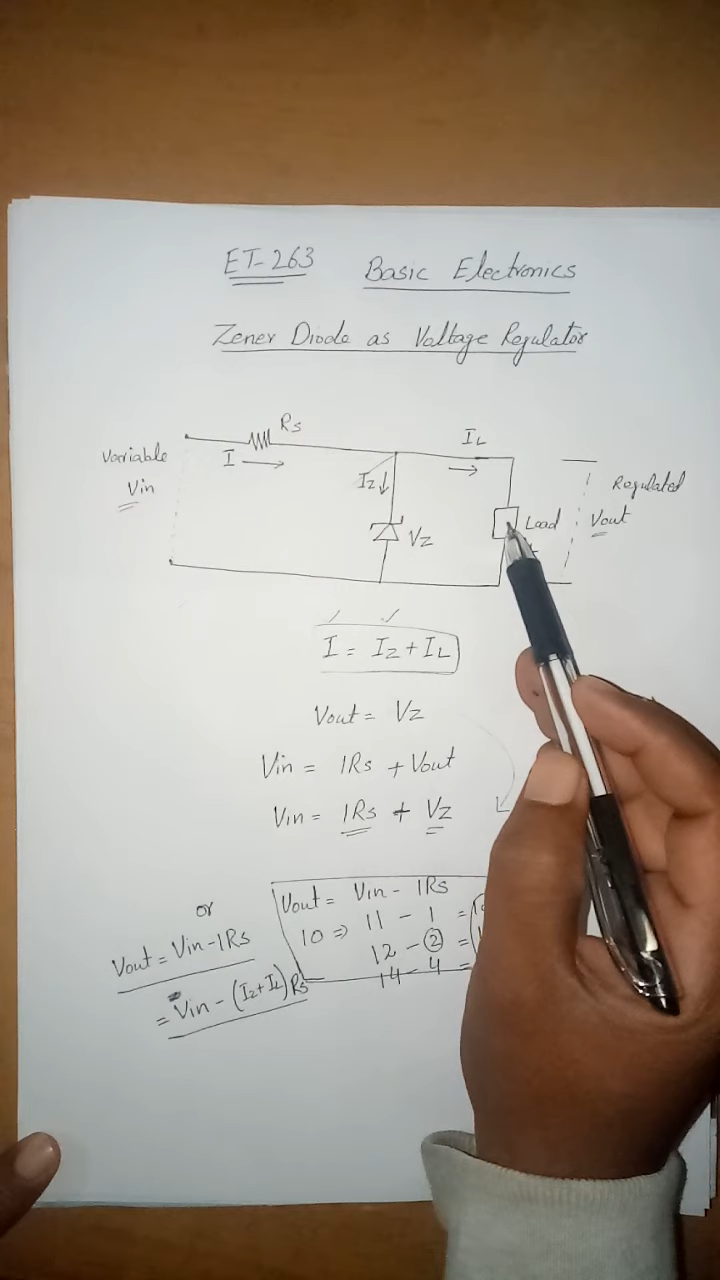 ET-263 Basic Electronics
Zener Diode as Voltage Regulator
Rs
IL
Variable
Vin
I
Iz
Vz
Load
Regulated
Vout
I = Iz + IL
Vout = Vz
Vin = IRs + Vout
Vin = IRs + Vz
or
Vout = Vin - IRs
= Vin - (Iz+IL)Rs
Vout = Vin - IRs
10 ⇒ 11 - 1 =
12 - 2 =
14 - 4 =